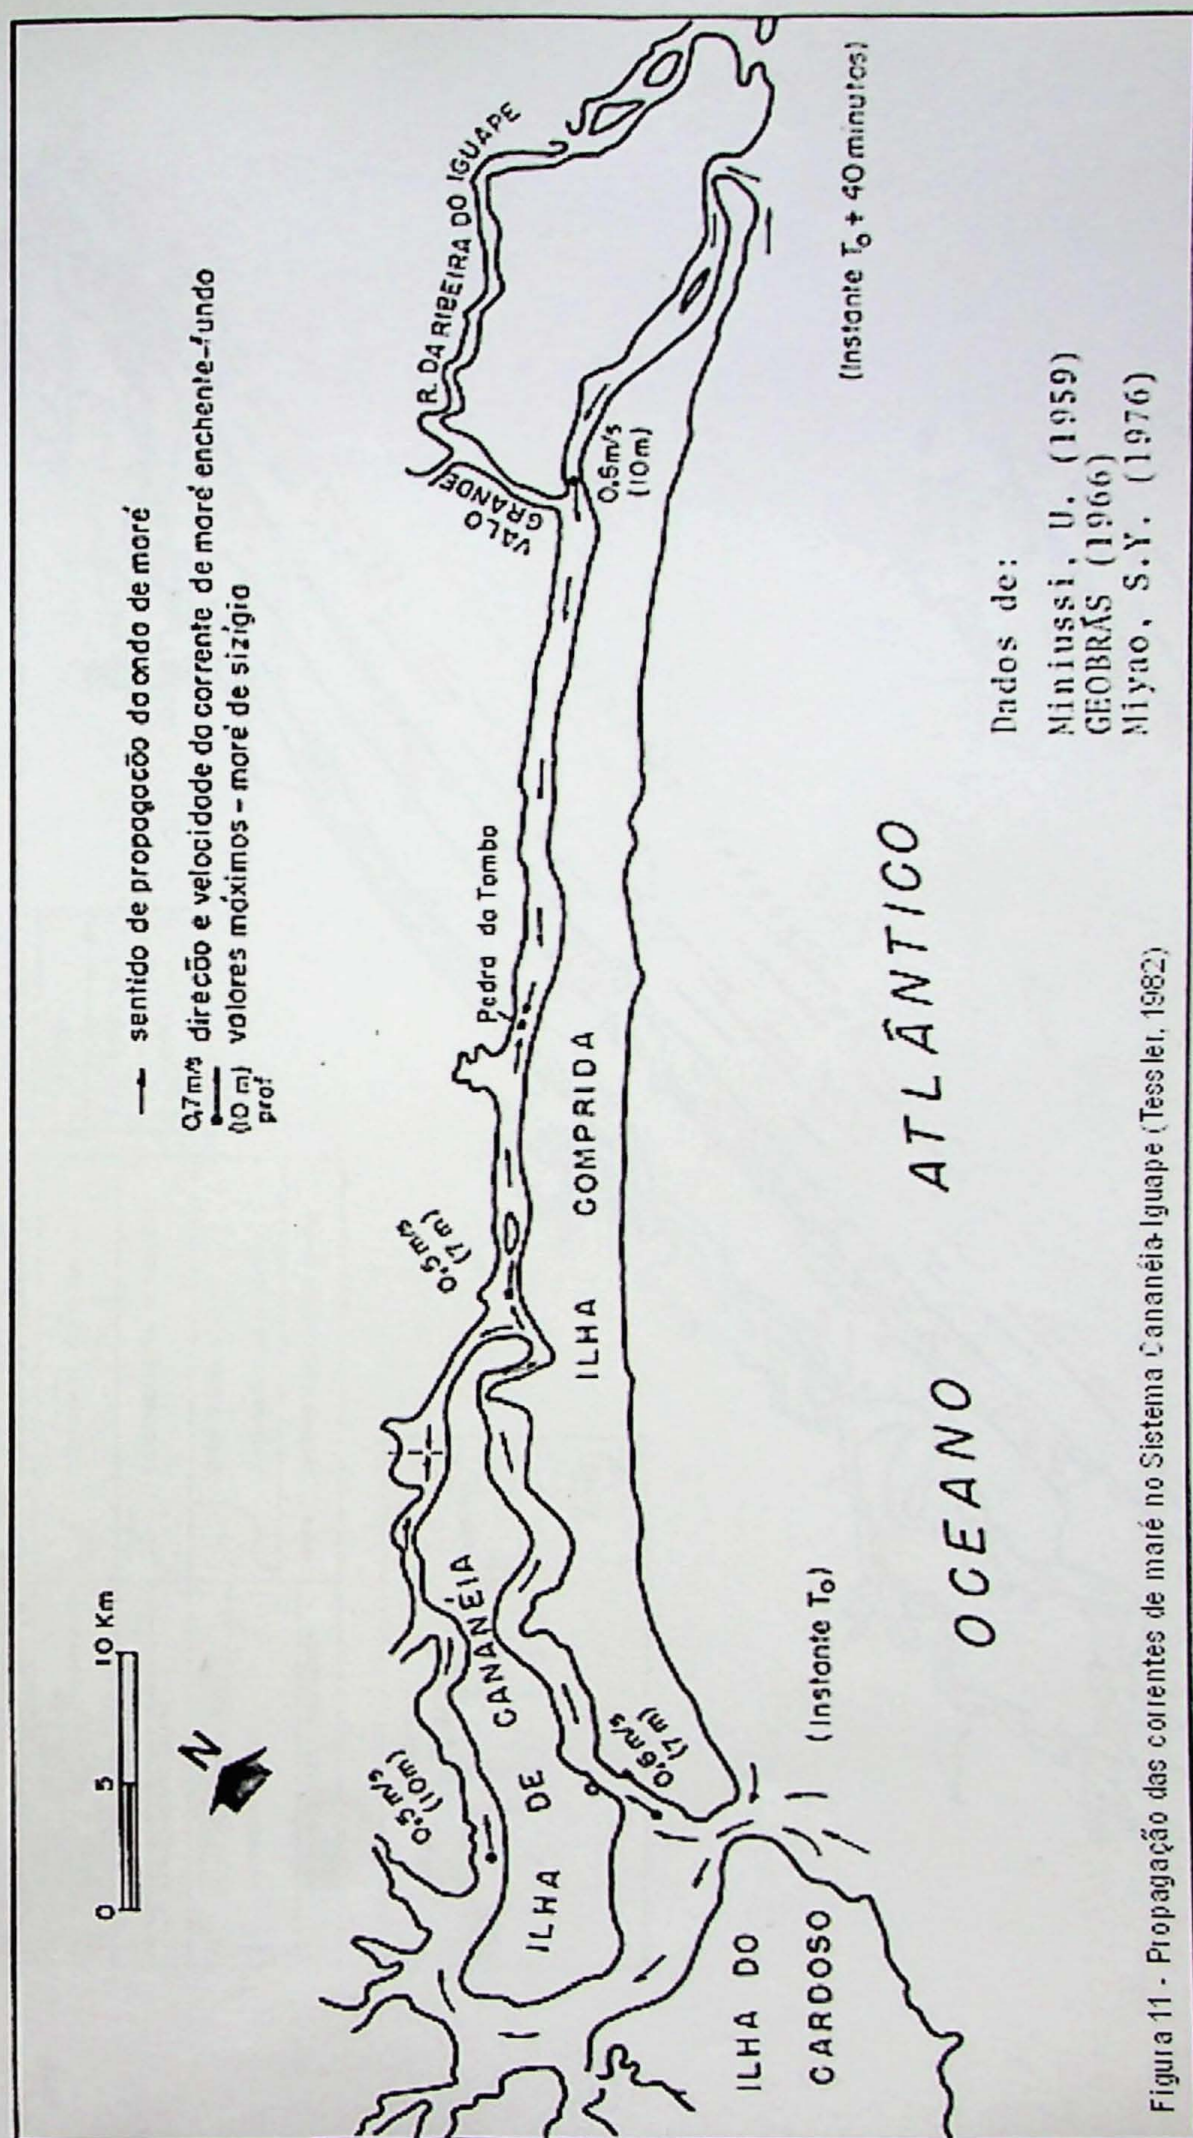 0 5 10 Km
N
sentido de propagação da onda de maré
0,7m/s direção e velocidade da corrente de maré enchente-fundo
(10 m) valores máximos - maré de sizígia
prof
R. DA RIBEIRA DO IGUAPE
VALO
GRANDE
0,5 m/s
(10m)
0,5 m/s
(7 m)
Pedra do Tombo
0,6m/s
(10m)
0,6 m/s
(7 m)
ILHA DE CANANÉIA
ILHA COMPRIDA
ILHA DO
CARDOSO
(Instante T₀)
(Instante T₀ + 40 minutos)
OCEANO ATLÂNTICO
Dados de:
Miniussi, U. (1959)
GEOBRÁS (1966)
Miyao, S.Y. (1976)
Figura 11 - Propagação das correntes de maré no Sistema Cananéia-Iguape (Tessler, 1982)